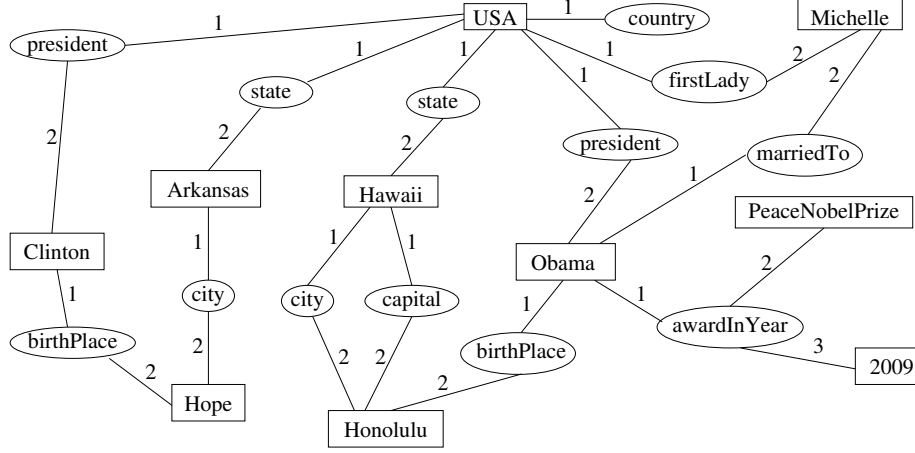 USA 1 country Michelle
president 1
1 1 1 1 2
state state firstLady 2
2 2 president marriedTo
2 1
Arkansas Hawaii PeaceNobelPrize
2
1 1 1 2
Clinton Obama
1 city city capital 1 1 awardInYear
birthPlace birthPlace 3
2 2 2 2 2 2009
Hope Honolulu